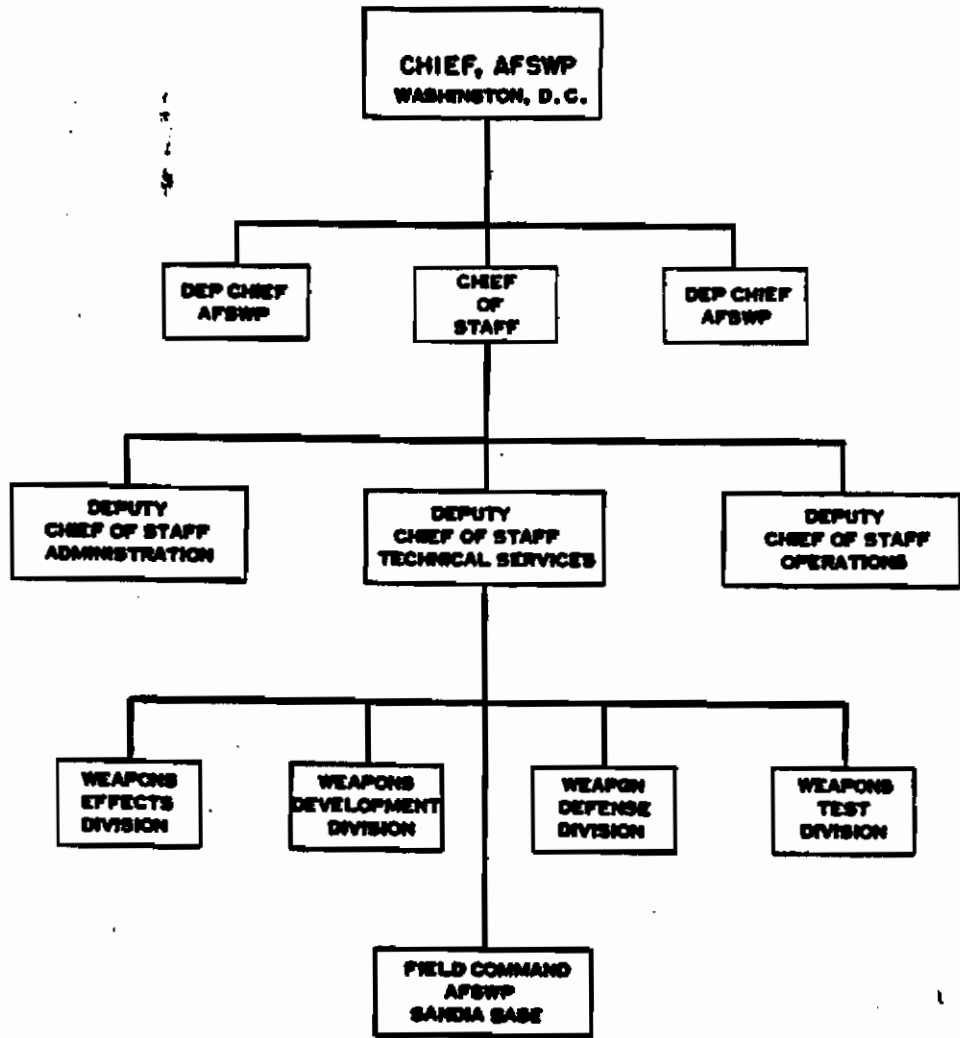 CHIEF, AFSWP
WASHINGTON, D.C.
DEP CHIEF
AFSWP
CHIEF
OF
STAFF
DEP CHIEF
AFSWP
DEPUTY
CHIEF OF STAFF
ADMINISTRATION
DEPUTY
CHIEF OF STAFF
TECHNICAL SERVICES
DEPUTY
CHIEF OF STAFF
OPERATIONS
WEAPONS
EFFECTS
DIVISION
WEAPONS
DEVELOPMENT
DIVISION
WEAPON
DEFENSE
DIVISION
WEAPONS
TEST
DIVISION
FIELD COMMAND
AFSWP
SANDIA BASE